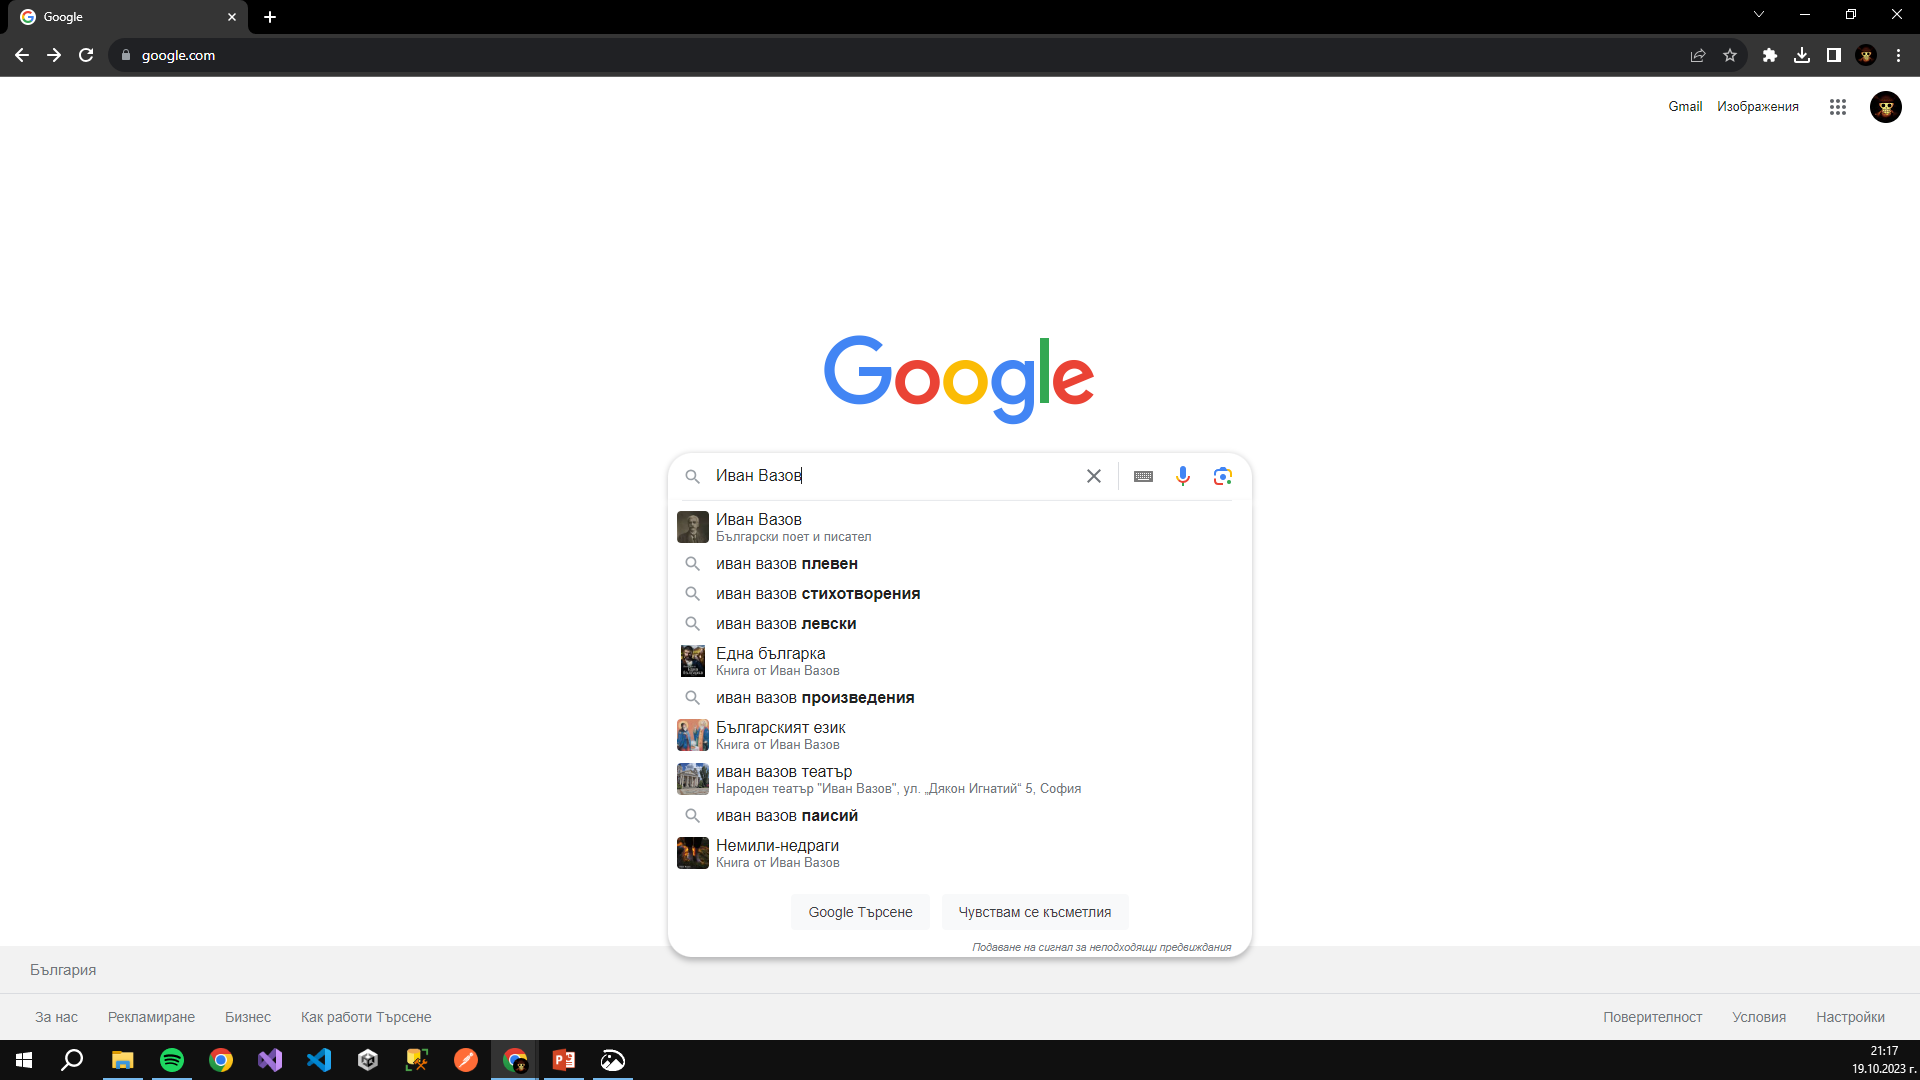 Google
google.com
Gmail Изображения
Google
Иван Вазов
Иван Вазов
Български поет и писател
иван вазов плевен
иван вазов стихотворения
иван вазов левски
Една българка
Книга от Иван Вазов
иван вазов произведения
Българският език
Книга от Иван Вазов
иван вазов театър
Народен театър "Иван Вазов", ул. „Дякон Игнатий“ 5, София
иван вазов паисий
Немили-недраги
Книга от Иван Вазов
Google Търсене Чувствам се късметлия
Подаване на сигнал за неподходящи предвиждания
България
За нас Рекламиране Бизнес Как работи Търсене Поверителност Условия Настройки
21:17
19.10.2023 г.